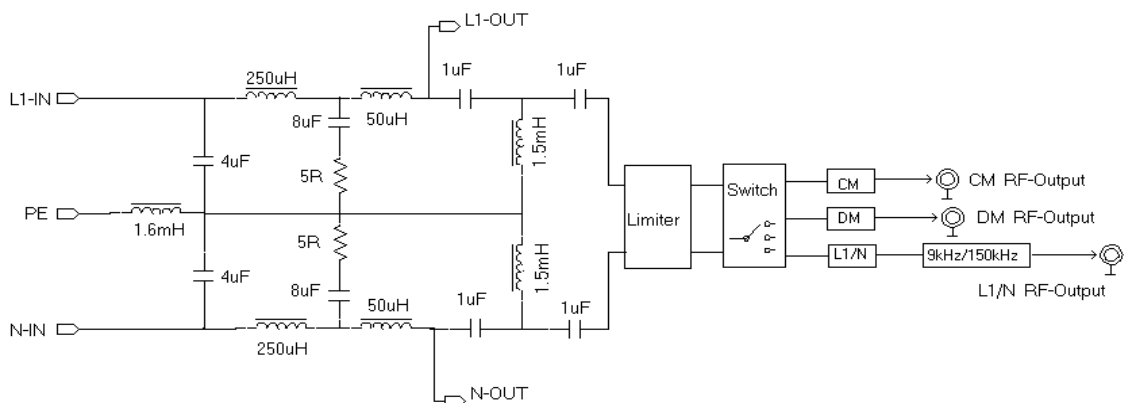 L1-OUT
1uF
1uF
250uH
L1-IN
8uF
50uH
1.5mH
4uF
5R
Limiter
Switch
CM
CM RF-Output
PE
1.6mH
DM
DM RF-Output
5R
L1/N
9kHz/150kHz
4uF
8uF
50uH
1uF
1.5mH
1uF
L1/N RF-Output
N-IN
250uH
N-OUT